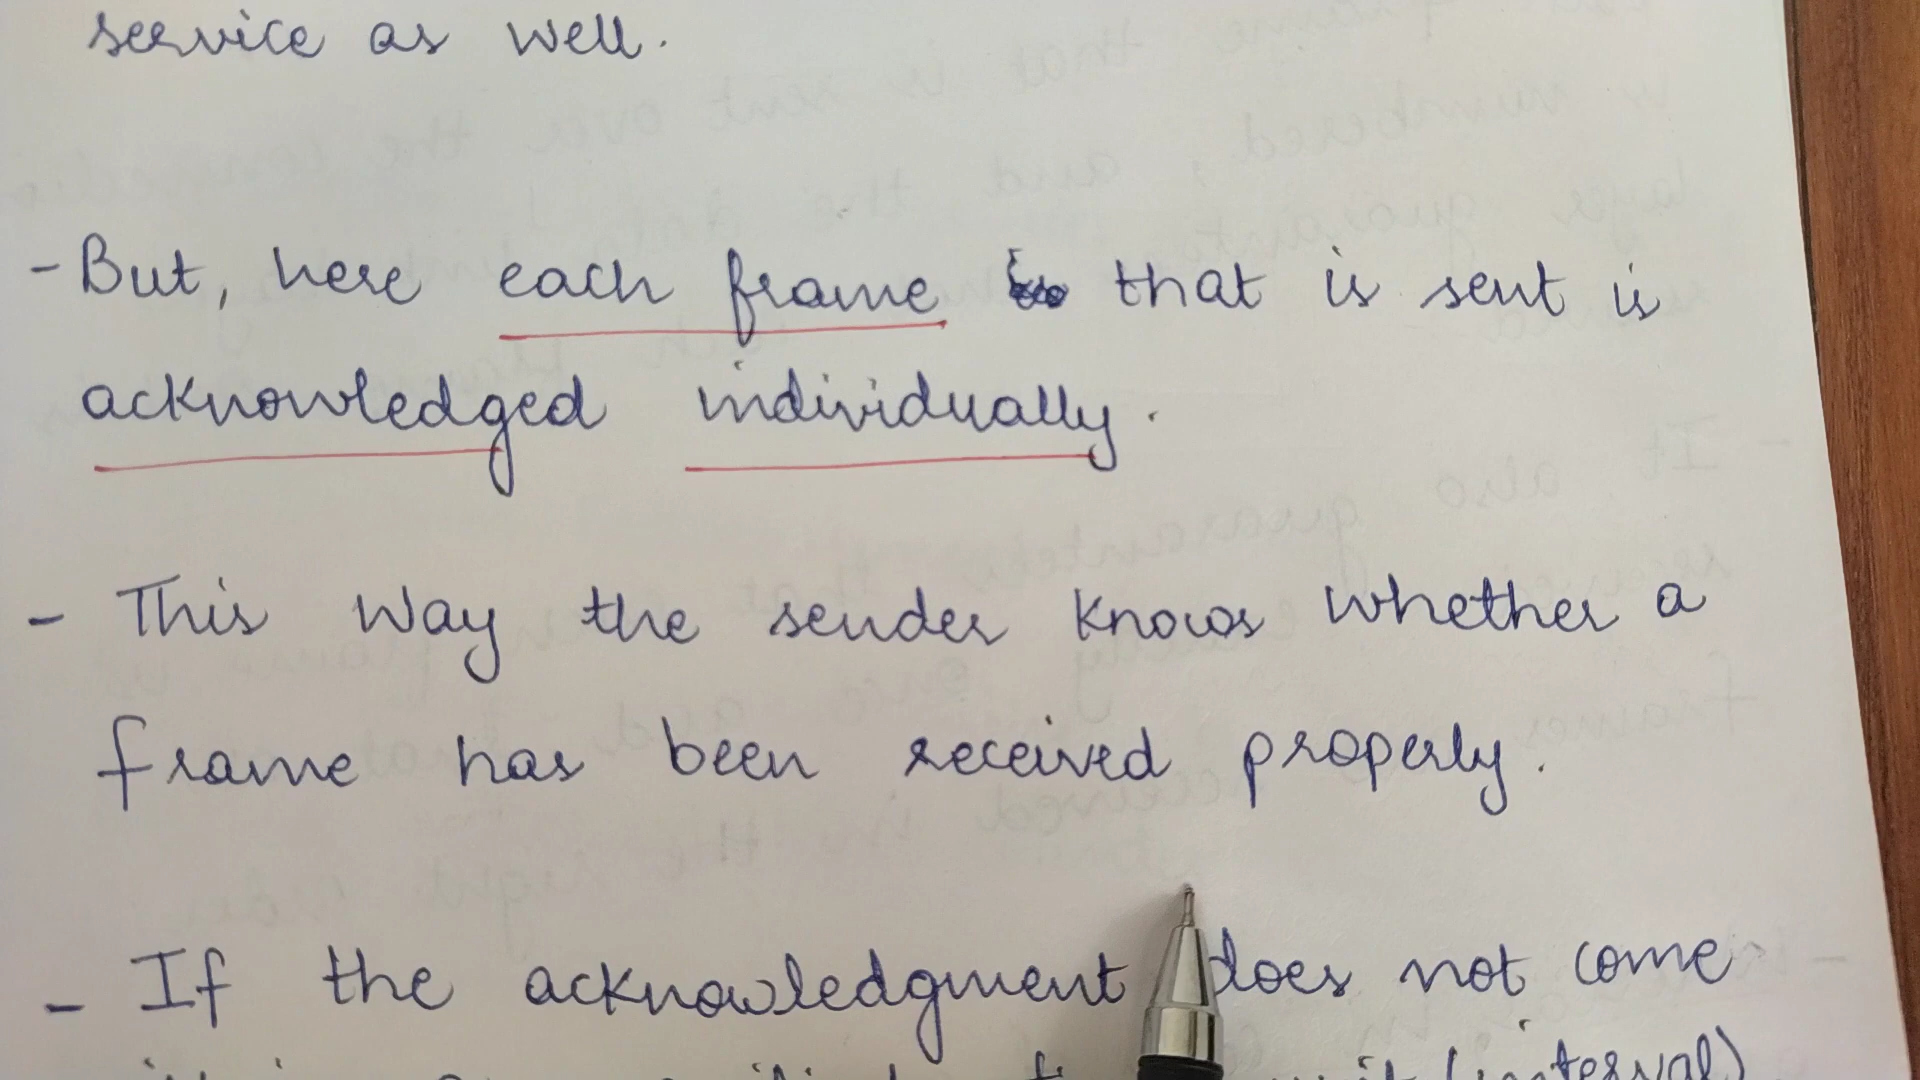 service as well.
- But, here each frame that is sent is
acknowledged individually.
- This way the sender knows whether a
frame has been received properly.
- If the acknowledgment does not come
(interval)